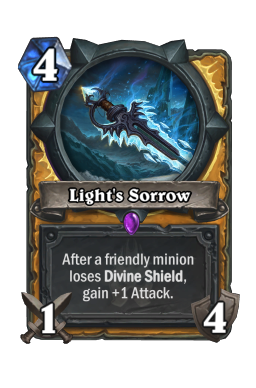 4
Light's Sorrow
After a friendly minion
loses Divine Shield,
gain +1 Attack.
1
4